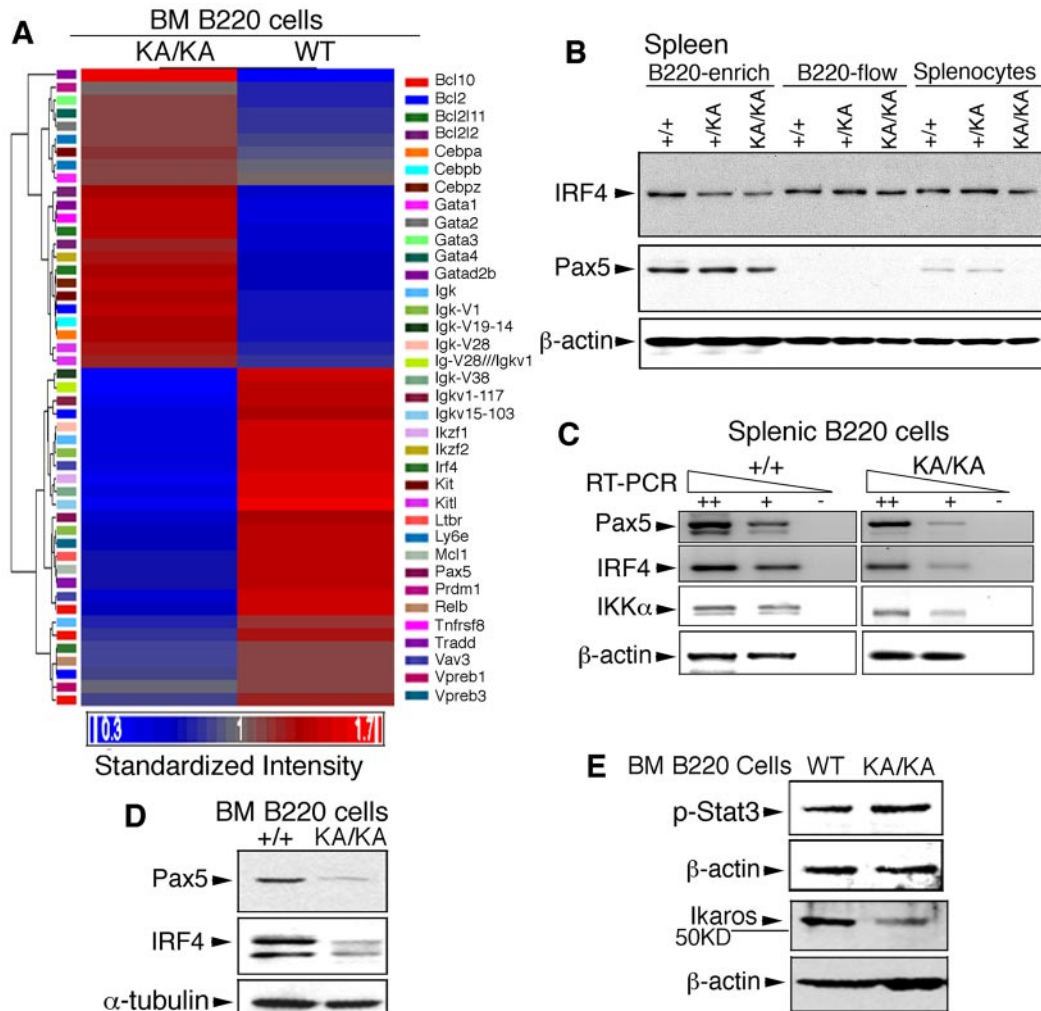 A
BM B220 cells
KA/KA WT
Bcl10
Bcl2
Bcl2l11
Bcl2l2
Cebpa
Cebpb
Cebpz
Gata1
Gata2
Gata3
Gata4
Gatad2b
Igk
Igk-V1
Igk-V19-14
Igk-V28
Ig-V28///Igkv1
Igk-V38
Igkv1-117
Igkv15-103
Ikzf1
Ikzf2
Irf4
Kit
Kitl
Ltbr
Ly6e
Mcl1
Pax5
Prdm1
Relb
Tnfrsf8
Tradd
Vav3
Vpreb1
Vpreb3
0.3 1 1.7
Standardized Intensity
B
Spleen
B220-enrich B220-flow Splenocytes
+/+ +/KA KA/KA +/+ +/KA KA/KA +/+ +/KA KA/KA
IRF4
Pax5
β-actin
C
Splenic B220 cells
+/+ KA/KA
RT-PCR
++ + - ++ + -
Pax5
IRF4
IKKα
β-actin
D
BM B220 cells
+/+ KA/KA
Pax5
IRF4
α-tubulin
E
BM B220 Cells WT KA/KA
p-Stat3
β-actin
Ikaros
50KD
β-actin